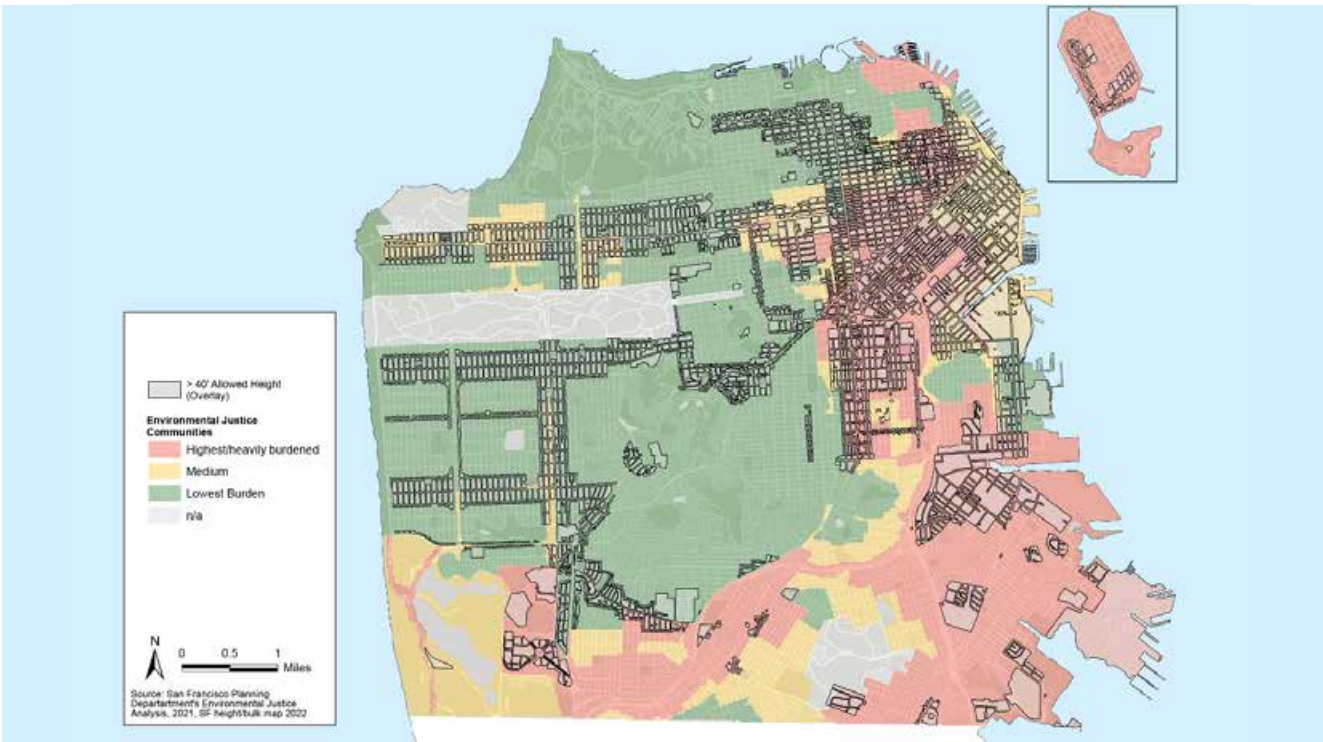 > 40' Allowed Height
(Overlay)
Environmental Justice
Communities
Highest/heavily burdened
Medium
Lowest Burden
n/a
N
0 0.5 1
Miles
Source: San Francisco Planning
Departartment's Environmental Justice
Analysis, 2021, SF height/bulk map 2022